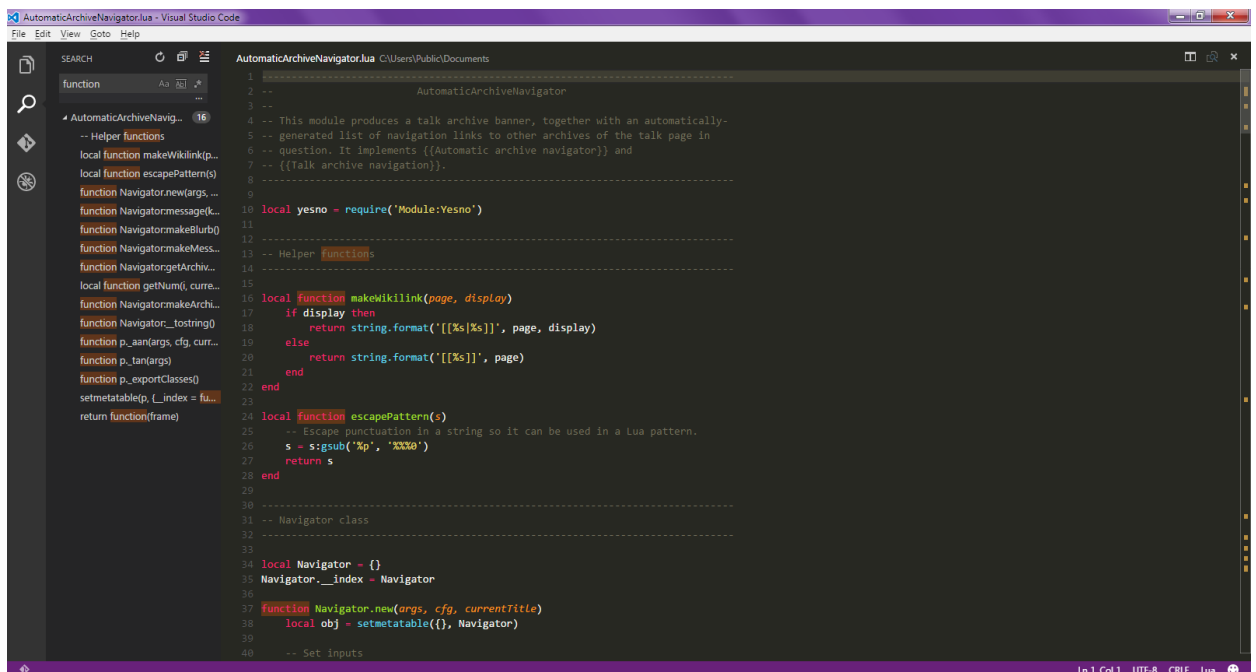 AutomaticArchiveNavigator.lua - Visual Studio Code
File Edit View Goto Help
SEARCH
function
Aa Ab| .*
...
AutomaticArchiveNavig... 16
-- Helper functions
local function makeWikilink(p...
local function escapePattern(s)
function Navigator.new(args, ...
function Navigator:message(k...
function Navigator:makeBlurb()
function Navigator:makeMess...
function Navigator:getArchiv...
local function getNum(i, curre...
function Navigator:makeArchi...
function Navigator:__tostring()
function p._aan(args, cfg, curr...
function p._tan(args)
function p._exportClasses()
setmetatable(p, {__index = fu...
return function(frame)
AutomaticArchiveNavigator.lua C:\Users\Public\Documents
1 -------------------------------------------------------------------------------
2 -- AutomaticArchiveNavigator
3 --
4 -- This module produces a talk archive banner, together with an automatically-
5 -- generated list of navigation links to other archives of the talk page in
6 -- question. It implements {{Automatic archive navigator}} and
7 -- {{Talk archive navigation}}.
8 -------------------------------------------------------------------------------
9
10 local yesno = require('Module:Yesno')
11
12 -------------------------------------------------------------------------------
13 -- Helper functions
14 -------------------------------------------------------------------------------
15
16 local function makeWikilink(page, display)
17 if display then
18 return string.format('[[%s|%s]]', page, display)
19 else
20 return string.format('[[%s]]', page)
21 end
22 end
23
24 local function escapePattern(s)
25 -- Escape punctuation in a string so it can be used in a Lua pattern.
26 s = s:gsub('%p', '%%%0')
27 return s
28 end
29
30 -------------------------------------------------------------------------------
31 -- Navigator class
32 -------------------------------------------------------------------------------
33
34 local Navigator = {}
35 Navigator.__index = Navigator
36
37 function Navigator.new(args, cfg, currentTitle)
38 local obj = setmetatable({}, Navigator)
39
40 -- Set inputs
Ln 1, Col 1 UTF-8 CRLF Lua